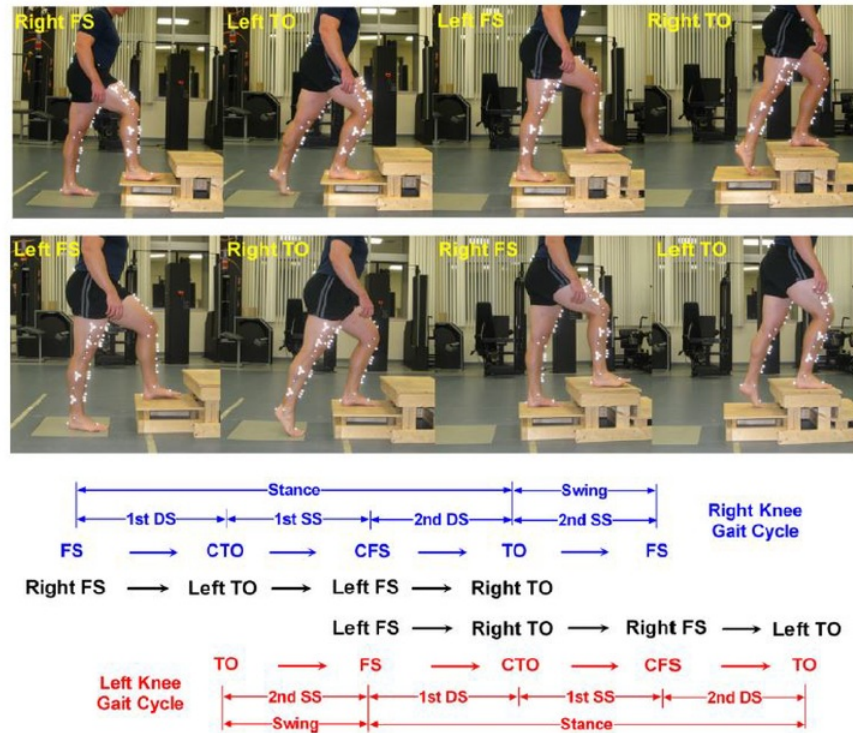 Right FS Left TO Left FS Right TO
Left FS Right TO Right FS Left TO
Stance Swing
1st DS 1st SS 2nd DS 2nd SS
Right Knee
Gait Cycle
FS → CTO → CFS → TO → FS
Right FS → Left TO → Left FS → Right TO
Left FS → Right TO → Right FS → Left TO
TO → FS → CTO → CFS → TO
Left Knee
Gait Cycle
2nd SS 1st DS 1st SS 2nd DS
Swing Stance